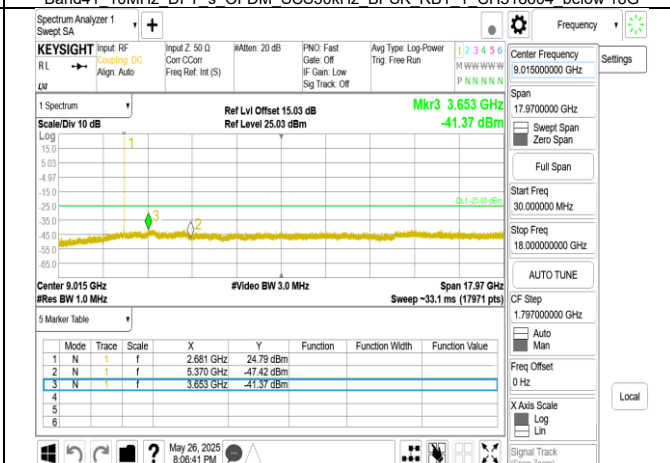 Band41_10MHz_DFT_s_OFDM_SCS30kHz_BPSK_RB1_1_CH518604_below 18G
Spectrum Analyzer 1
Swept SA
Frequency
KEYSIGHT
Input: RF
Coupling: DC
Align: Auto
Input Z: 50 Ω
Corr CCorr
Freq Ref: Int (S)
#Atten: 20 dB
PNO: Fast
Gate: Off
IF Gain: Low
Sig Track: Off
Avg Type: Log-Power
Trig: Free Run
1 2 3 4 5 6
M W W W W W
P N N N N N
RL
LXI
Center Frequency
9.015000000 GHz
Settings
Span
17.9700000 GHz
Swept Span
Zero Span
Full Span
Start Freq
30.000000 MHz
Stop Freq
18.000000000 GHz
AUTO TUNE
CF Step
1.797000000 GHz
Auto
Man
Freq Offset
0 Hz
X Axis Scale
Log
Lin
Local
Signal Track
(Span Zoom)
1 Spectrum
Scale/Div 10 dB
Ref Lvl Offset 15.03 dB
Ref Level 25.03 dBm
Mkr3 3.653 GHz
-41.37 dBm
Log
15.0
5.03
-4.97
-15.0
-25.0
-35.0
-45.0
-55.0
-65.0
1
3
2
DL1 -25.00 dBm
Center 9.015 GHz
#Res BW 1.0 MHz
#Video BW 3.0 MHz
Span 17.97 GHz
Sweep ~33.1 ms (17971 pts)
5 Marker Table
Mode Trace Scale X Y Function Function Width Function Value
1 N 1 f 2.681 GHz 24.79 dBm
2 N 1 f 5.370 GHz -47.42 dBm
3 N 1 f 3.653 GHz -41.37 dBm
4
5
6
?
May 26, 2025
8:06:41 PM